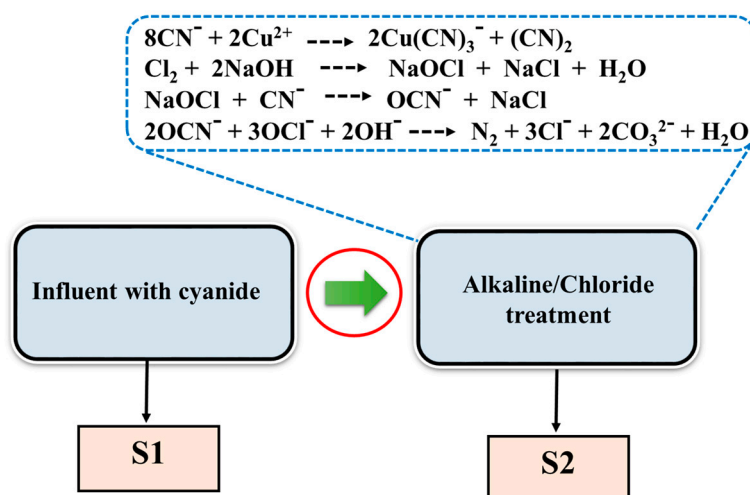 8CN⁻ + 2Cu²⁺ ---> 2Cu(CN)₃⁻ + (CN)₂
Cl₂ + 2NaOH ---> NaOCl + NaCl + H₂O
NaOCl + CN⁻ ---> OCN⁻ + NaCl
2OCN⁻ + 3OCl⁻ + 2OH⁻ ---> N₂ + 3Cl⁻ + 2CO₃²⁻ + H₂O
Influent with cyanide
Alkaline/Chloride
treatment
S1
S2